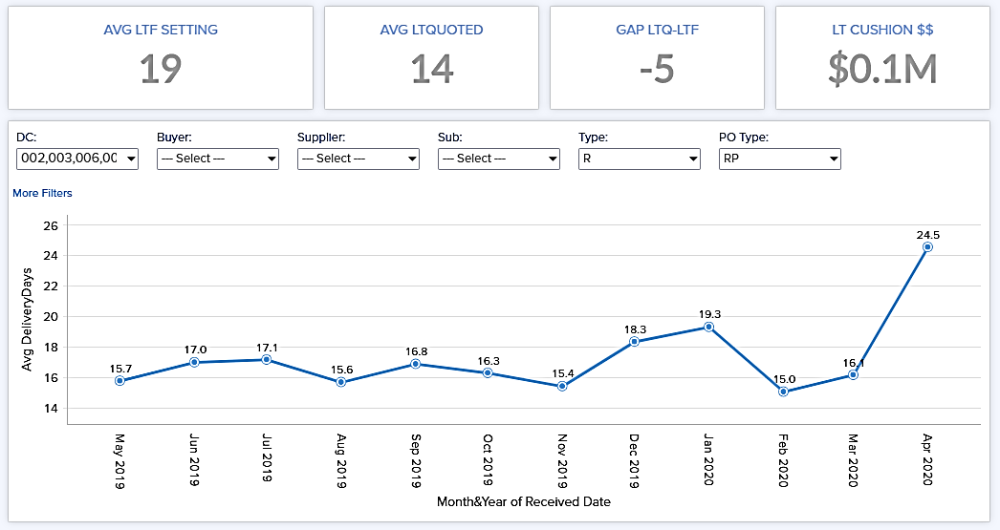 AVG LTF SETTING
19
AVG LTQUOTED
14
GAP LTQ-LTF
-5
LT CUSHION $$
$0.1M
DC:
002,003,006,00
Buyer:
--- Select ---
Supplier:
--- Select ---
Sub:
--- Select ---
Type:
R
PO Type:
RP
More Filters
Avg DeliveryDays
26
24
22
20
18
16
14
15.7
17.0
17.1
15.6
16.8
16.3
15.4
18.3
19.3
15.0
16.1
24.5
May 2019
Jun 2019
Jul 2019
Aug 2019
Sep 2019
Oct 2019
Nov 2019
Dec 2019
Jan 2020
Feb 2020
Mar 2020
Apr 2020
Month&Year of Received Date